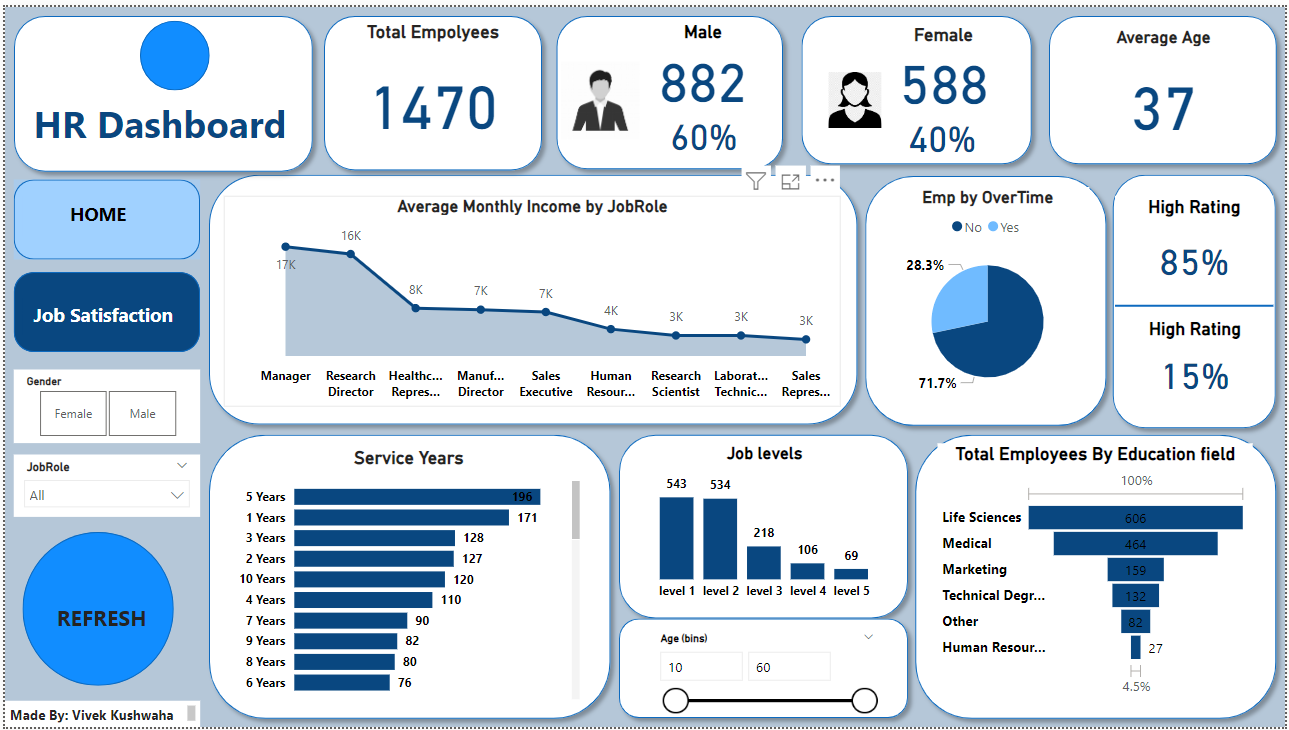 HR Dashboard
Total Empolyees
1470
Male
882
60%
Female
588
40%
Average Age
37
HOME
Job Satisfaction
Gender
Female
Male
JobRole
All
REFRESH
Made By: Vivek Kushwaha
Average Monthly Income by JobRole
17K
16K
8K
7K
7K
4K
3K
3K
3K
Manager
Research
Director
Healthc...
Repres...
Manuf...
Director
Sales
Executive
Human
Resour...
Research
Scientist
Laborat...
Technic...
Sales
Repres...
Emp by OverTime
No
Yes
28.3%
71.7%
High Rating
85%
High Rating
15%
Service Years
5 Years 196
1 Years 171
3 Years 128
2 Years 127
10 Years 120
4 Years 110
7 Years 90
9 Years 82
8 Years 80
6 Years 76
Job levels
543
534
218
106
69
level 1
level 2
level 3
level 4
level 5
Age (bins)
10
60
Total Employees By Education field
100%
Life Sciences 606
Medical 464
Marketing 159
Technical Degr... 132
Other 82
Human Resour... 27
4.5%